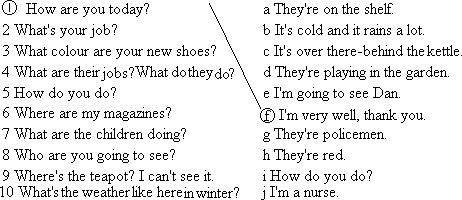 1 How are you today?
2 What's your job?
3 What colour are your new shoes?
4 What are their jobs? What do they do?
5 How do you do?
6 Where are my magazines?
7 What are the children doing?
8 Who are you going to see?
9 Where's the teapot? I can't see it.
10 What's the weather like here in winter?
a They're on the shelf.
b It's cold and it rains a lot.
c It's over there-behind the kettle.
d They're playing in the garden.
e I'm going to see Dan.
f I'm very well, thank you.
g They're policemen.
h They're red.
i How do you do?
j I'm a nurse.